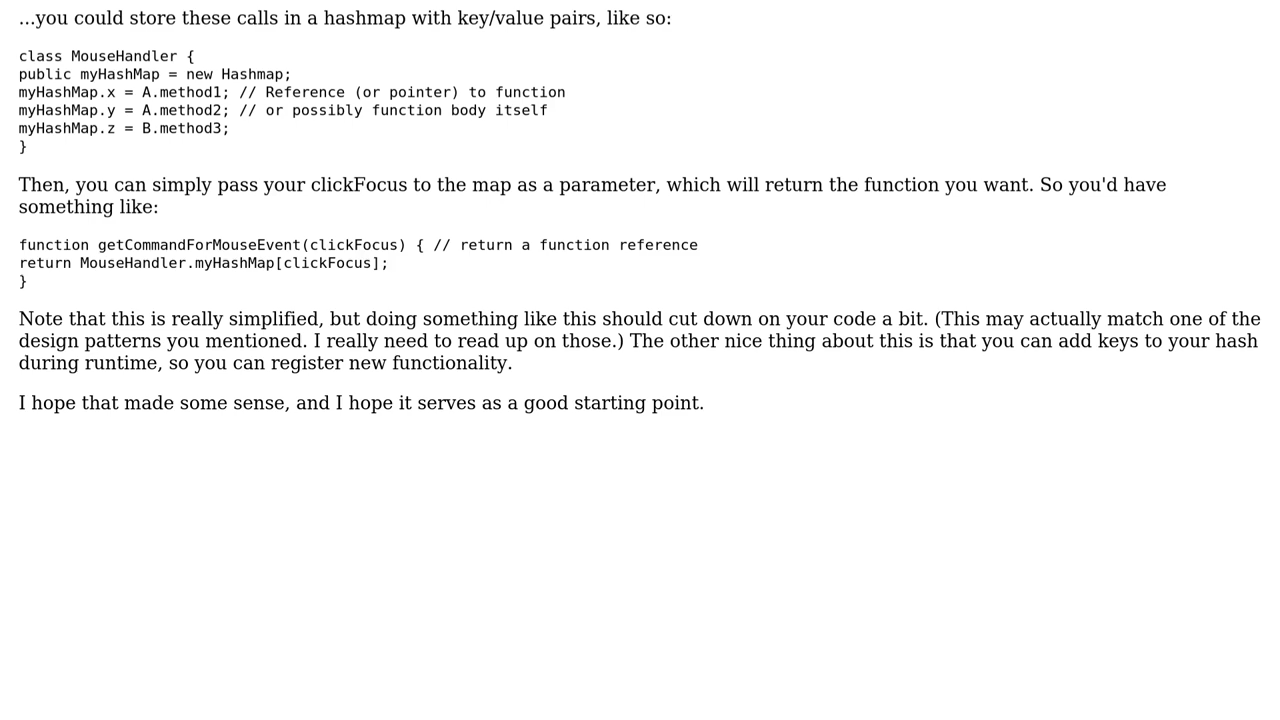 ...you could store these calls in a hashmap with key/value pairs, like so:
class MouseHandler {
public myHashMap = new Hashmap;
myHashMap.x = A.method1; // Reference (or pointer) to function
myHashMap.y = A.method2; // or possibly function body itself
myHashMap.z = B.method3;
}
Then, you can simply pass your clickFocus to the map as a parameter, which will return the function you want. So you'd have
something like:
function getCommandForMouseEvent(clickFocus) { // return a function reference
return MouseHandler.myHashMap[clickFocus];
}
Note that this is really simplified, but doing something like this should cut down on your code a bit. (This may actually match one of the
design patterns you mentioned. I really need to read up on those.) The other nice thing about this is that you can add keys to your hash
during runtime, so you can register new functionality.
I hope that made some sense, and I hope it serves as a good starting point.